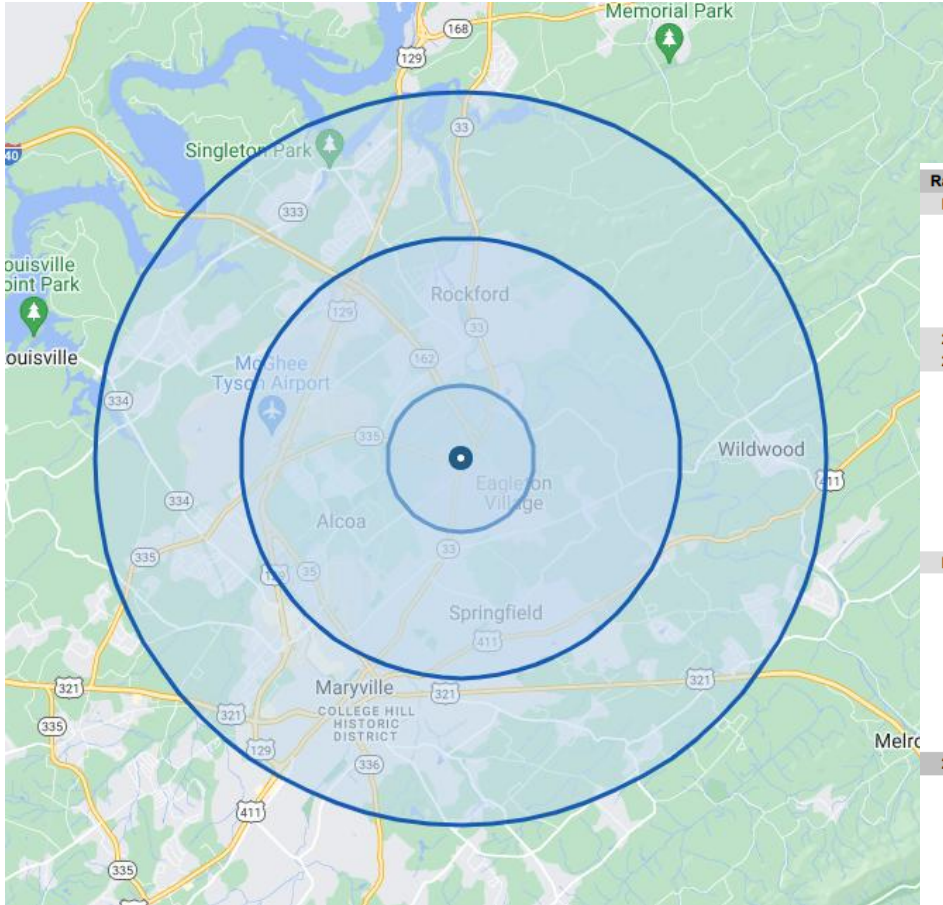 Memorial Park
168
129
33
40
Singleton Park
333
ouisville
oint Park
Rockford
129
33
ouisville
McGhee
Tyson Airport
162
334
335
Wildwood
411
Eagleton
Village
334
Alcoa
33
335
129
35
Springfield
411
321
Maryville
321
321
321
COLLEGE HILL
HISTORIC
DISTRICT
335
129
336
Melro
411
335